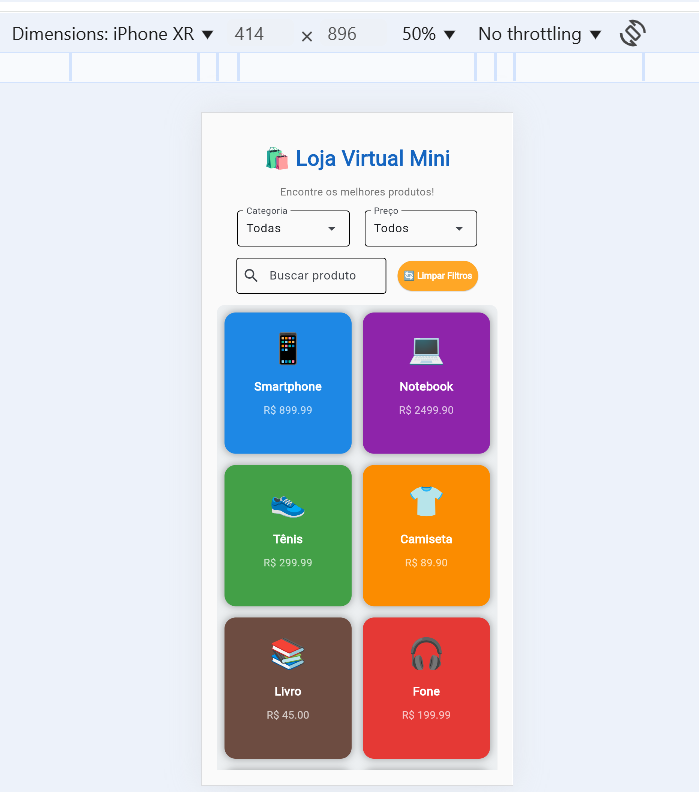 Dimensions: iPhone XR ▼ 414 × 896 50% ▼ No throttling ▼
🛍️ Loja Virtual Mini
Encontre os melhores produtos!
Categoria Preço
Todas Todos
Buscar produto 🔄 Limpar Filtros
Smartphone Notebook
R$ 899.99 R$ 2499.90
Tênis Camiseta
R$ 299.99 R$ 89.90
Livro Fone
R$ 45.00 R$ 199.99